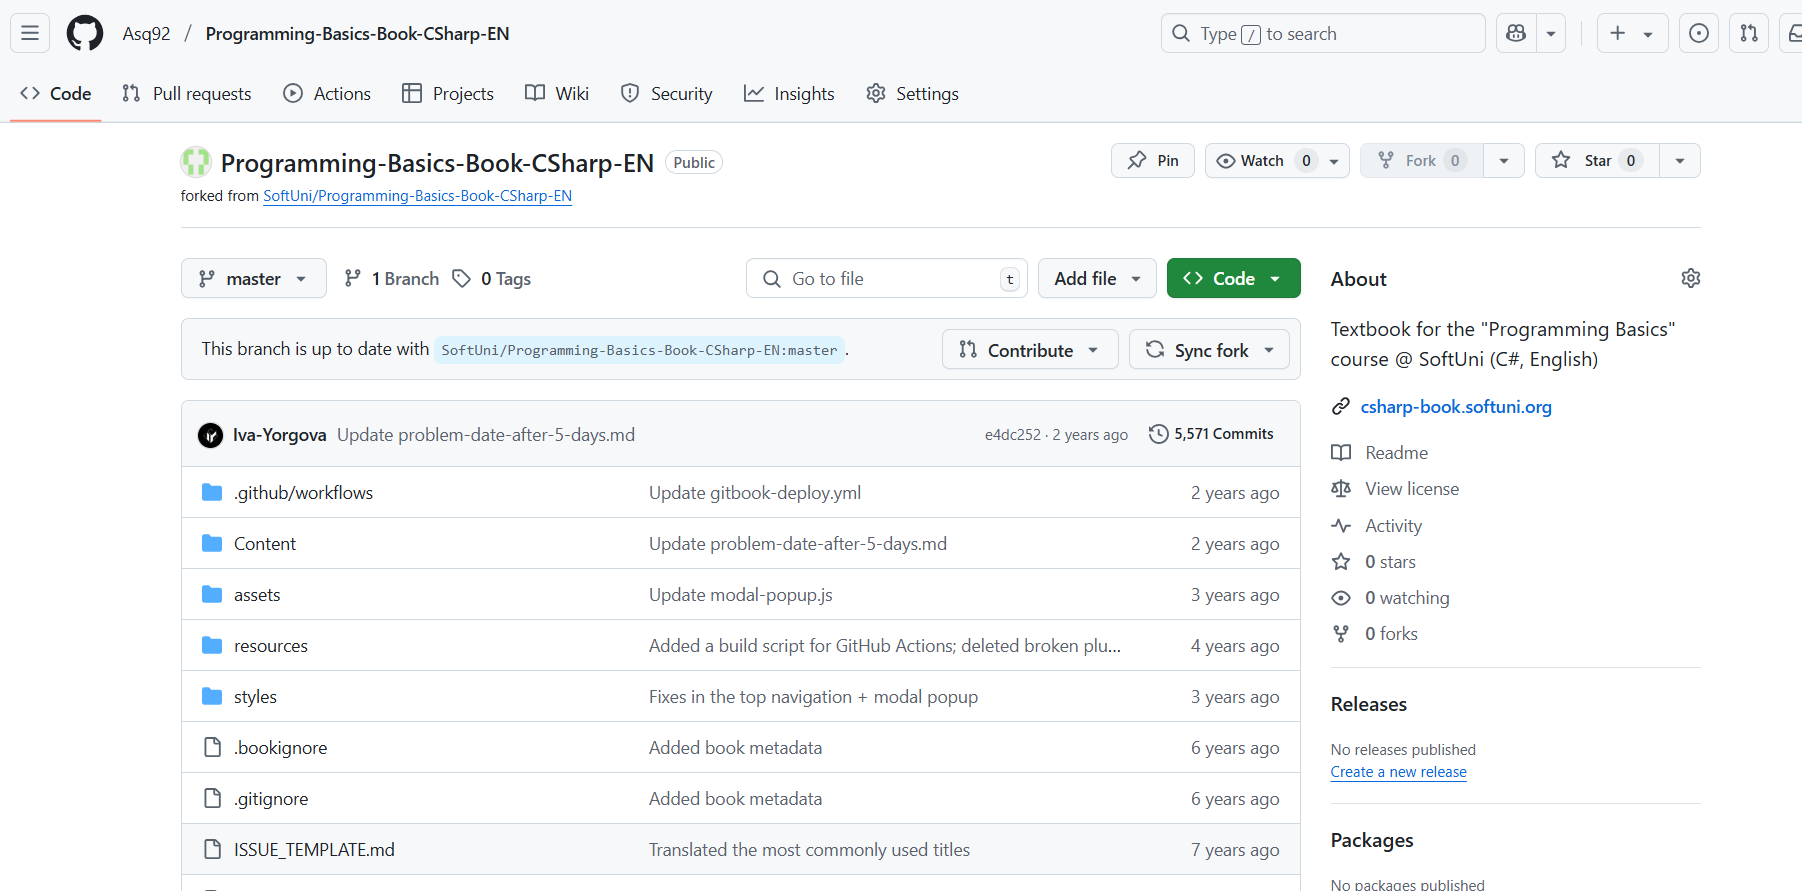 Asq92 / Programming-Basics-Book-CSharp-EN
Type / to search
Code Pull requests Actions Projects Wiki Security Insights Settings
Programming-Basics-Book-CSharp-EN Public
Pin Watch 0 Fork 0 Star 0
forked from SoftUni/Programming-Basics-Book-CSharp-EN
master 1 Branch 0 Tags
Go to file t
Add file
Code
This branch is up to date with SoftUni/Programming-Basics-Book-CSharp-EN:master .
Contribute Sync fork
Iva-Yorgova Update problem-date-after-5-days.md e4dc252 · 2 years ago 5,571 Commits
.github/workflows Update gitbook-deploy.yml 2 years ago
Content Update problem-date-after-5-days.md 2 years ago
assets Update modal-popup.js 3 years ago
resources Added a build script for GitHub Actions; deleted broken plu... 4 years ago
styles Fixes in the top navigation + modal popup 3 years ago
.bookignore Added book metadata 6 years ago
.gitignore Added book metadata 6 years ago
ISSUE_TEMPLATE.md Translated the most commonly used titles 7 years ago
About
Textbook for the "Programming Basics"
course @ SoftUni (C#, English)
csharp-book.softuni.org
Readme
View license
Activity
0 stars
0 watching
0 forks
Releases
No releases published
Create a new release
Packages
No packages published